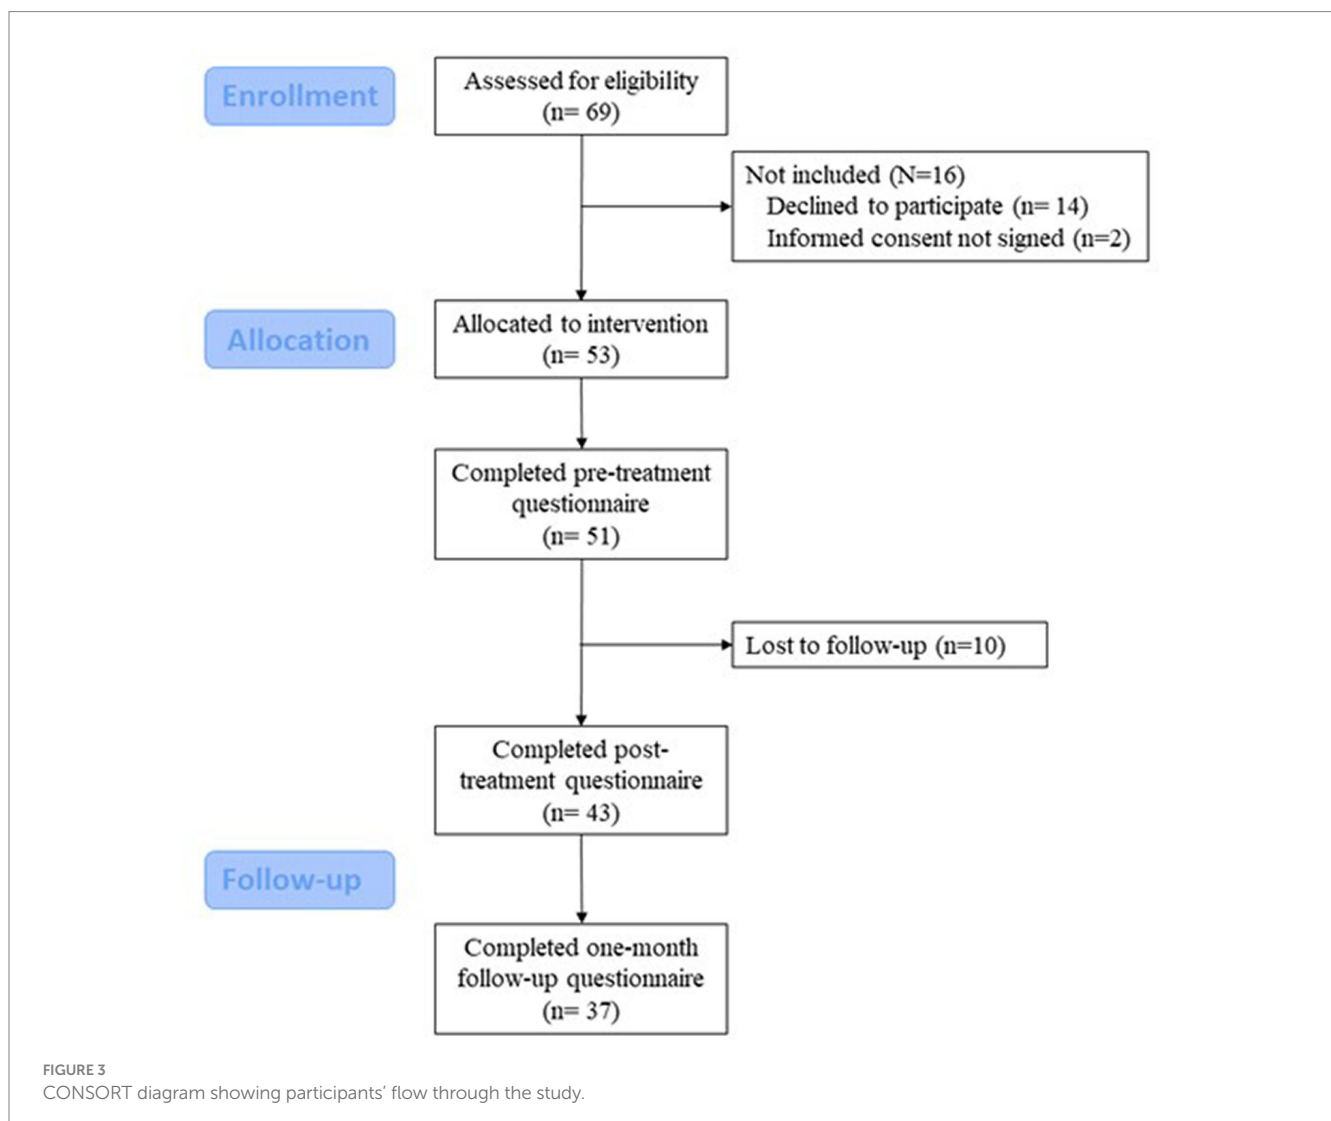 Enrollment
Assessed for eligibility
(n= 69)
Not included (N=16)
Declined to participate (n= 14)
Informed consent not signed (n=2)
Allocation
Allocated to intervention
(n= 53)
Completed pre-treatment
questionnaire
(n= 51)
Lost to follow-up (n=10)
Completed post-
treatment questionnaire
(n= 43)
Follow-up
Completed one-month
follow-up questionnaire
(n= 37)
FIGURE 3
CONSORT diagram showing participants’ flow through the study.